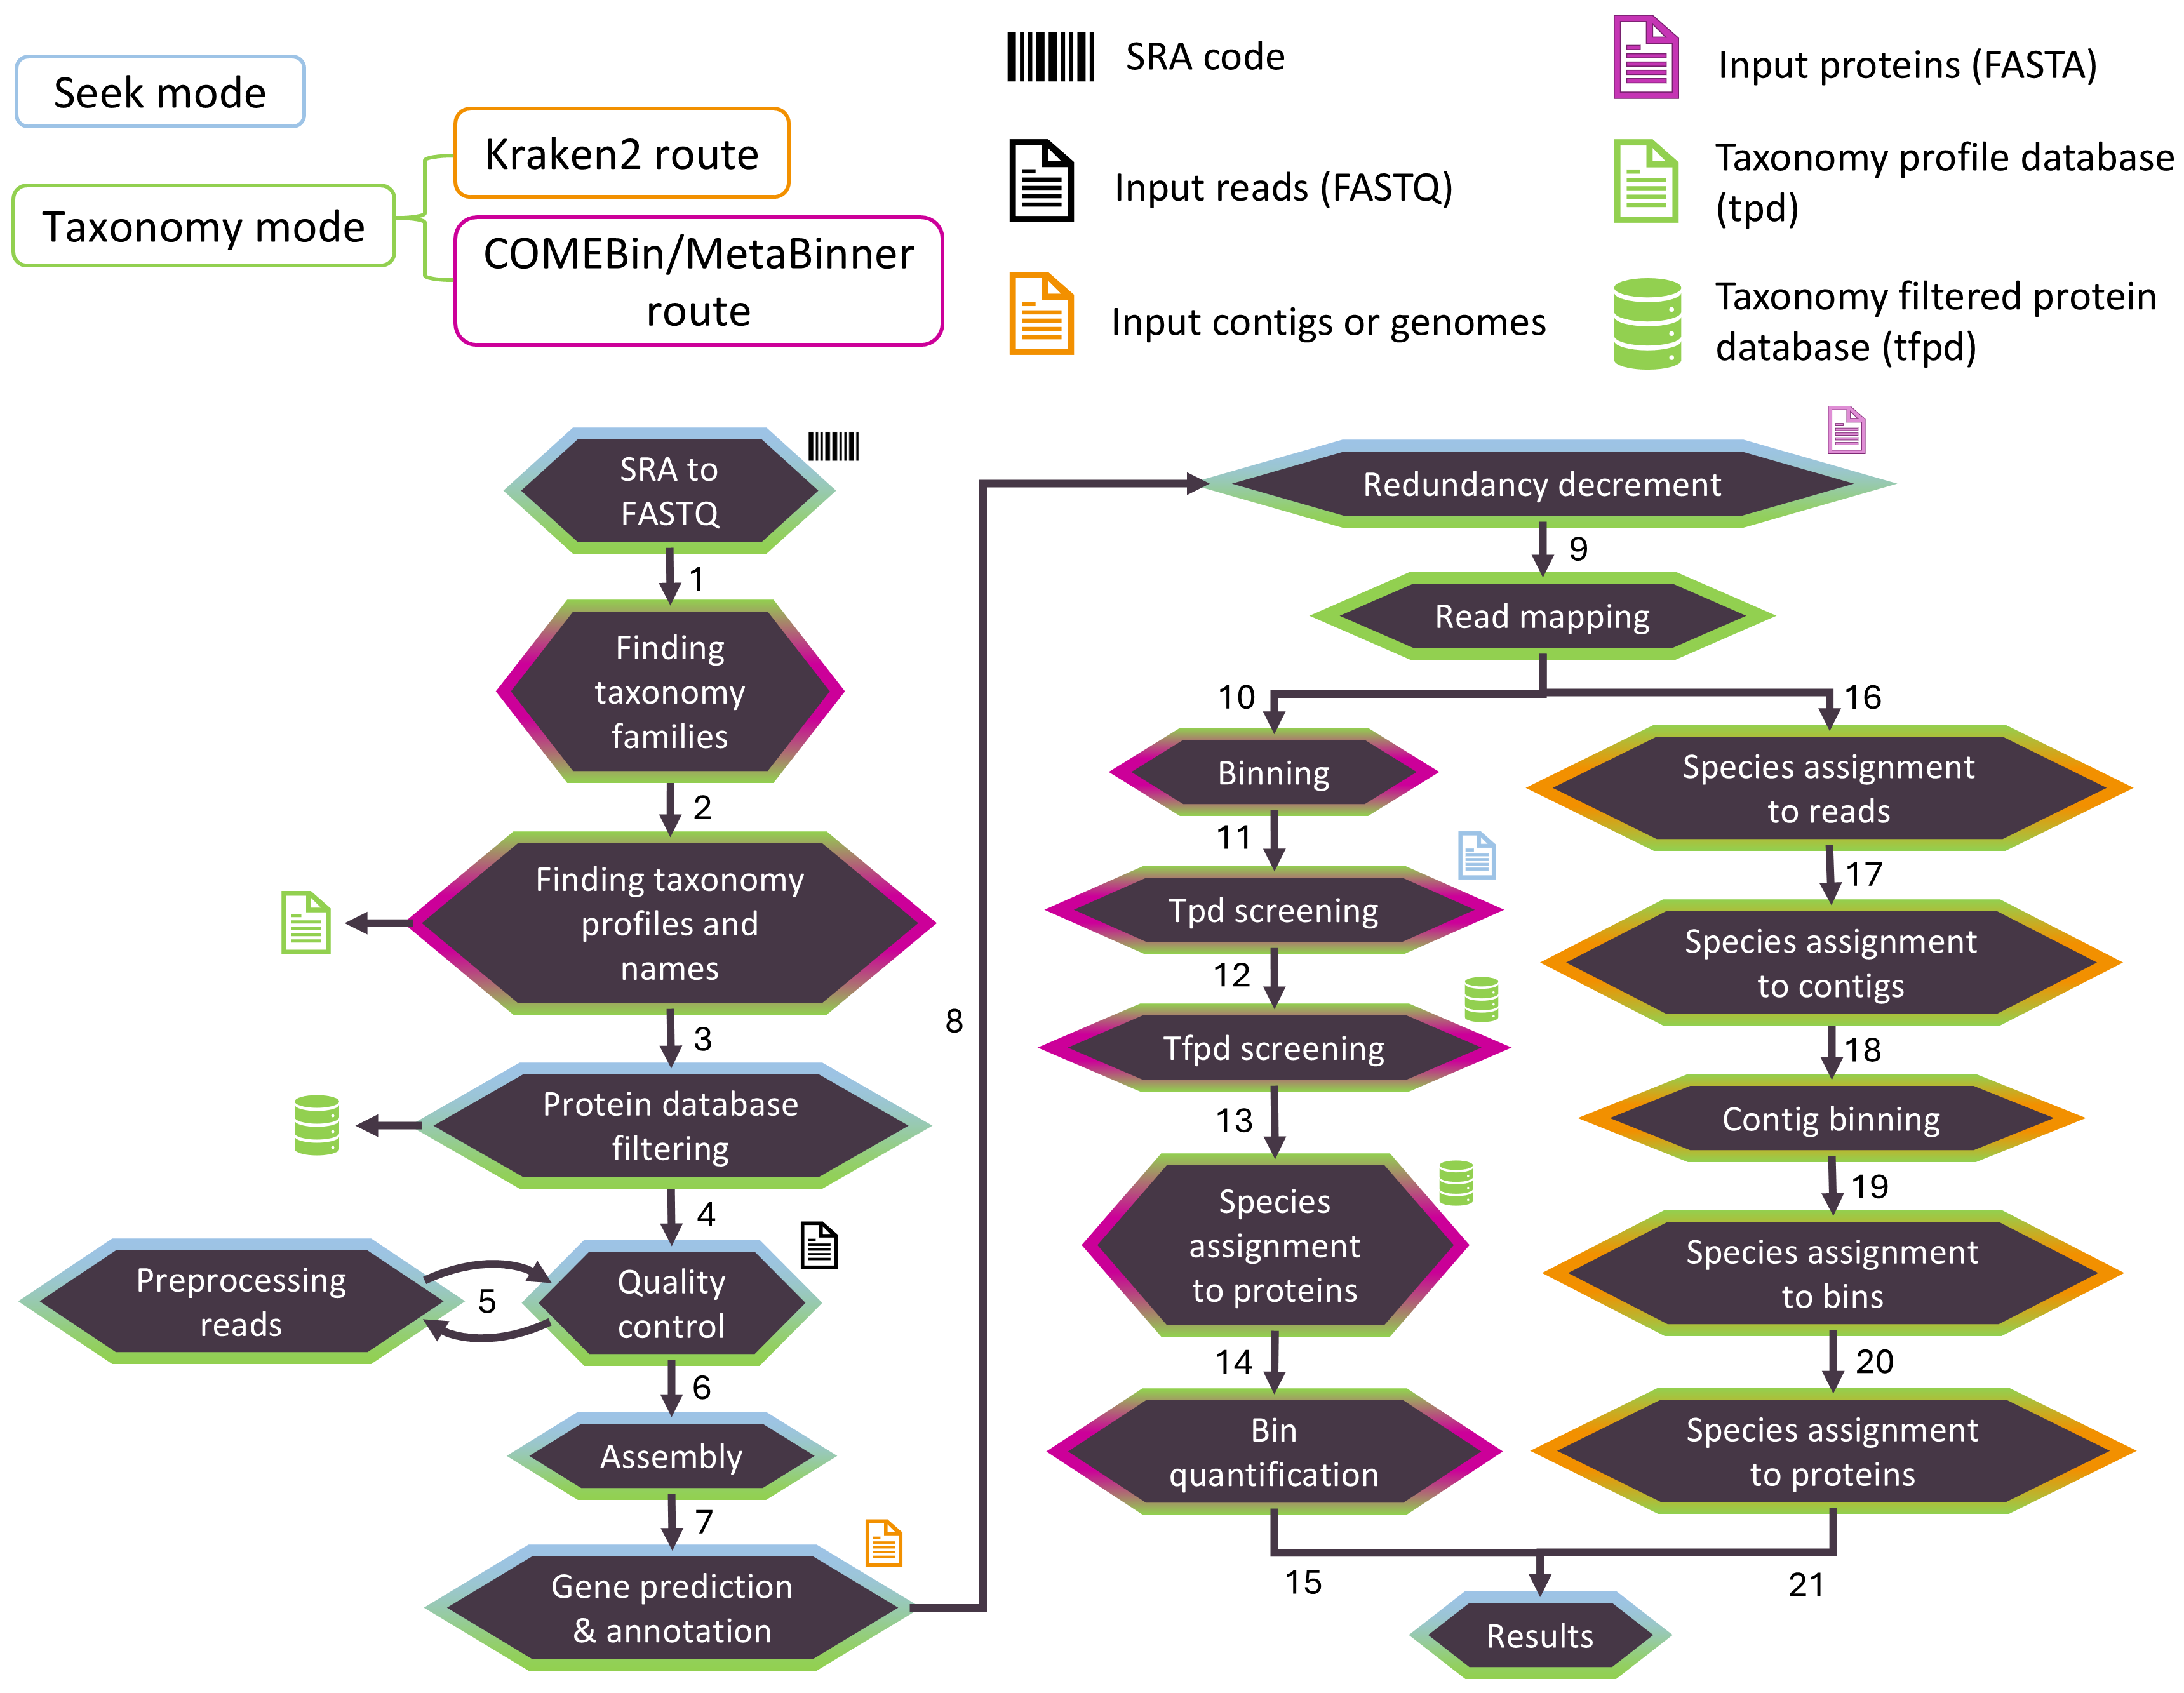 Seek mode
Taxonomy mode
Kraken2 route
COMEBin/MetaBinner
route
SRA code
Input reads (FASTQ)
Input contigs or genomes
Input proteins (FASTA)
Taxonomy profile database
(tpd)
Taxonomy filtered protein
database (tfpd)
SRA to
FASTQ
1
Finding
taxonomy
families
2
Finding taxonomy
profiles and
names
3
Protein database
filtering
4
Preprocessing
reads
5
Quality
control
6
Assembly
7
Gene prediction
& annotation
8
Redundancy decrement
9
Read mapping
10
Binning
11
Tpd screening
12
Tfpd screening
13
Species
assignment
to proteins
14
Bin
quantification
15
16
Species assignment
to reads
17
Species assignment
to contigs
18
Contig binning
19
Species assignment
to bins
20
Species assignment
to proteins
21
Results